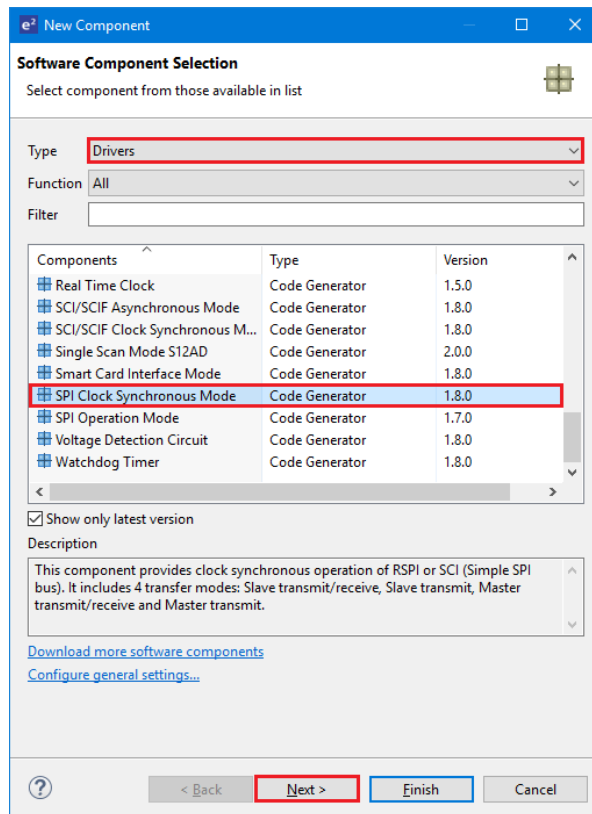 e² New Component
Software Component Selection
Select component from those available in list
Type Drivers
Function All
Filter
Components Type Version
Real Time Clock Code Generator 1.5.0
SCI/SCIF Asynchronous Mode Code Generator 1.8.0
SCI/SCIF Clock Synchronous M... Code Generator 1.8.0
Single Scan Mode S12AD Code Generator 2.0.0
Smart Card Interface Mode Code Generator 1.8.0
SPI Clock Synchronous Mode Code Generator 1.8.0
SPI Operation Mode Code Generator 1.7.0
Voltage Detection Circuit Code Generator 1.8.0
Watchdog Timer Code Generator 1.8.0
Show only latest version
Description
This component provides clock synchronous operation of RSPI or SCI (Simple SPI
bus). It includes 4 transfer modes: Slave transmit/receive, Slave transmit, Master
transmit/receive and Master transmit.
Download more software components
Configure general settings...
? < Back Next > Finish Cancel